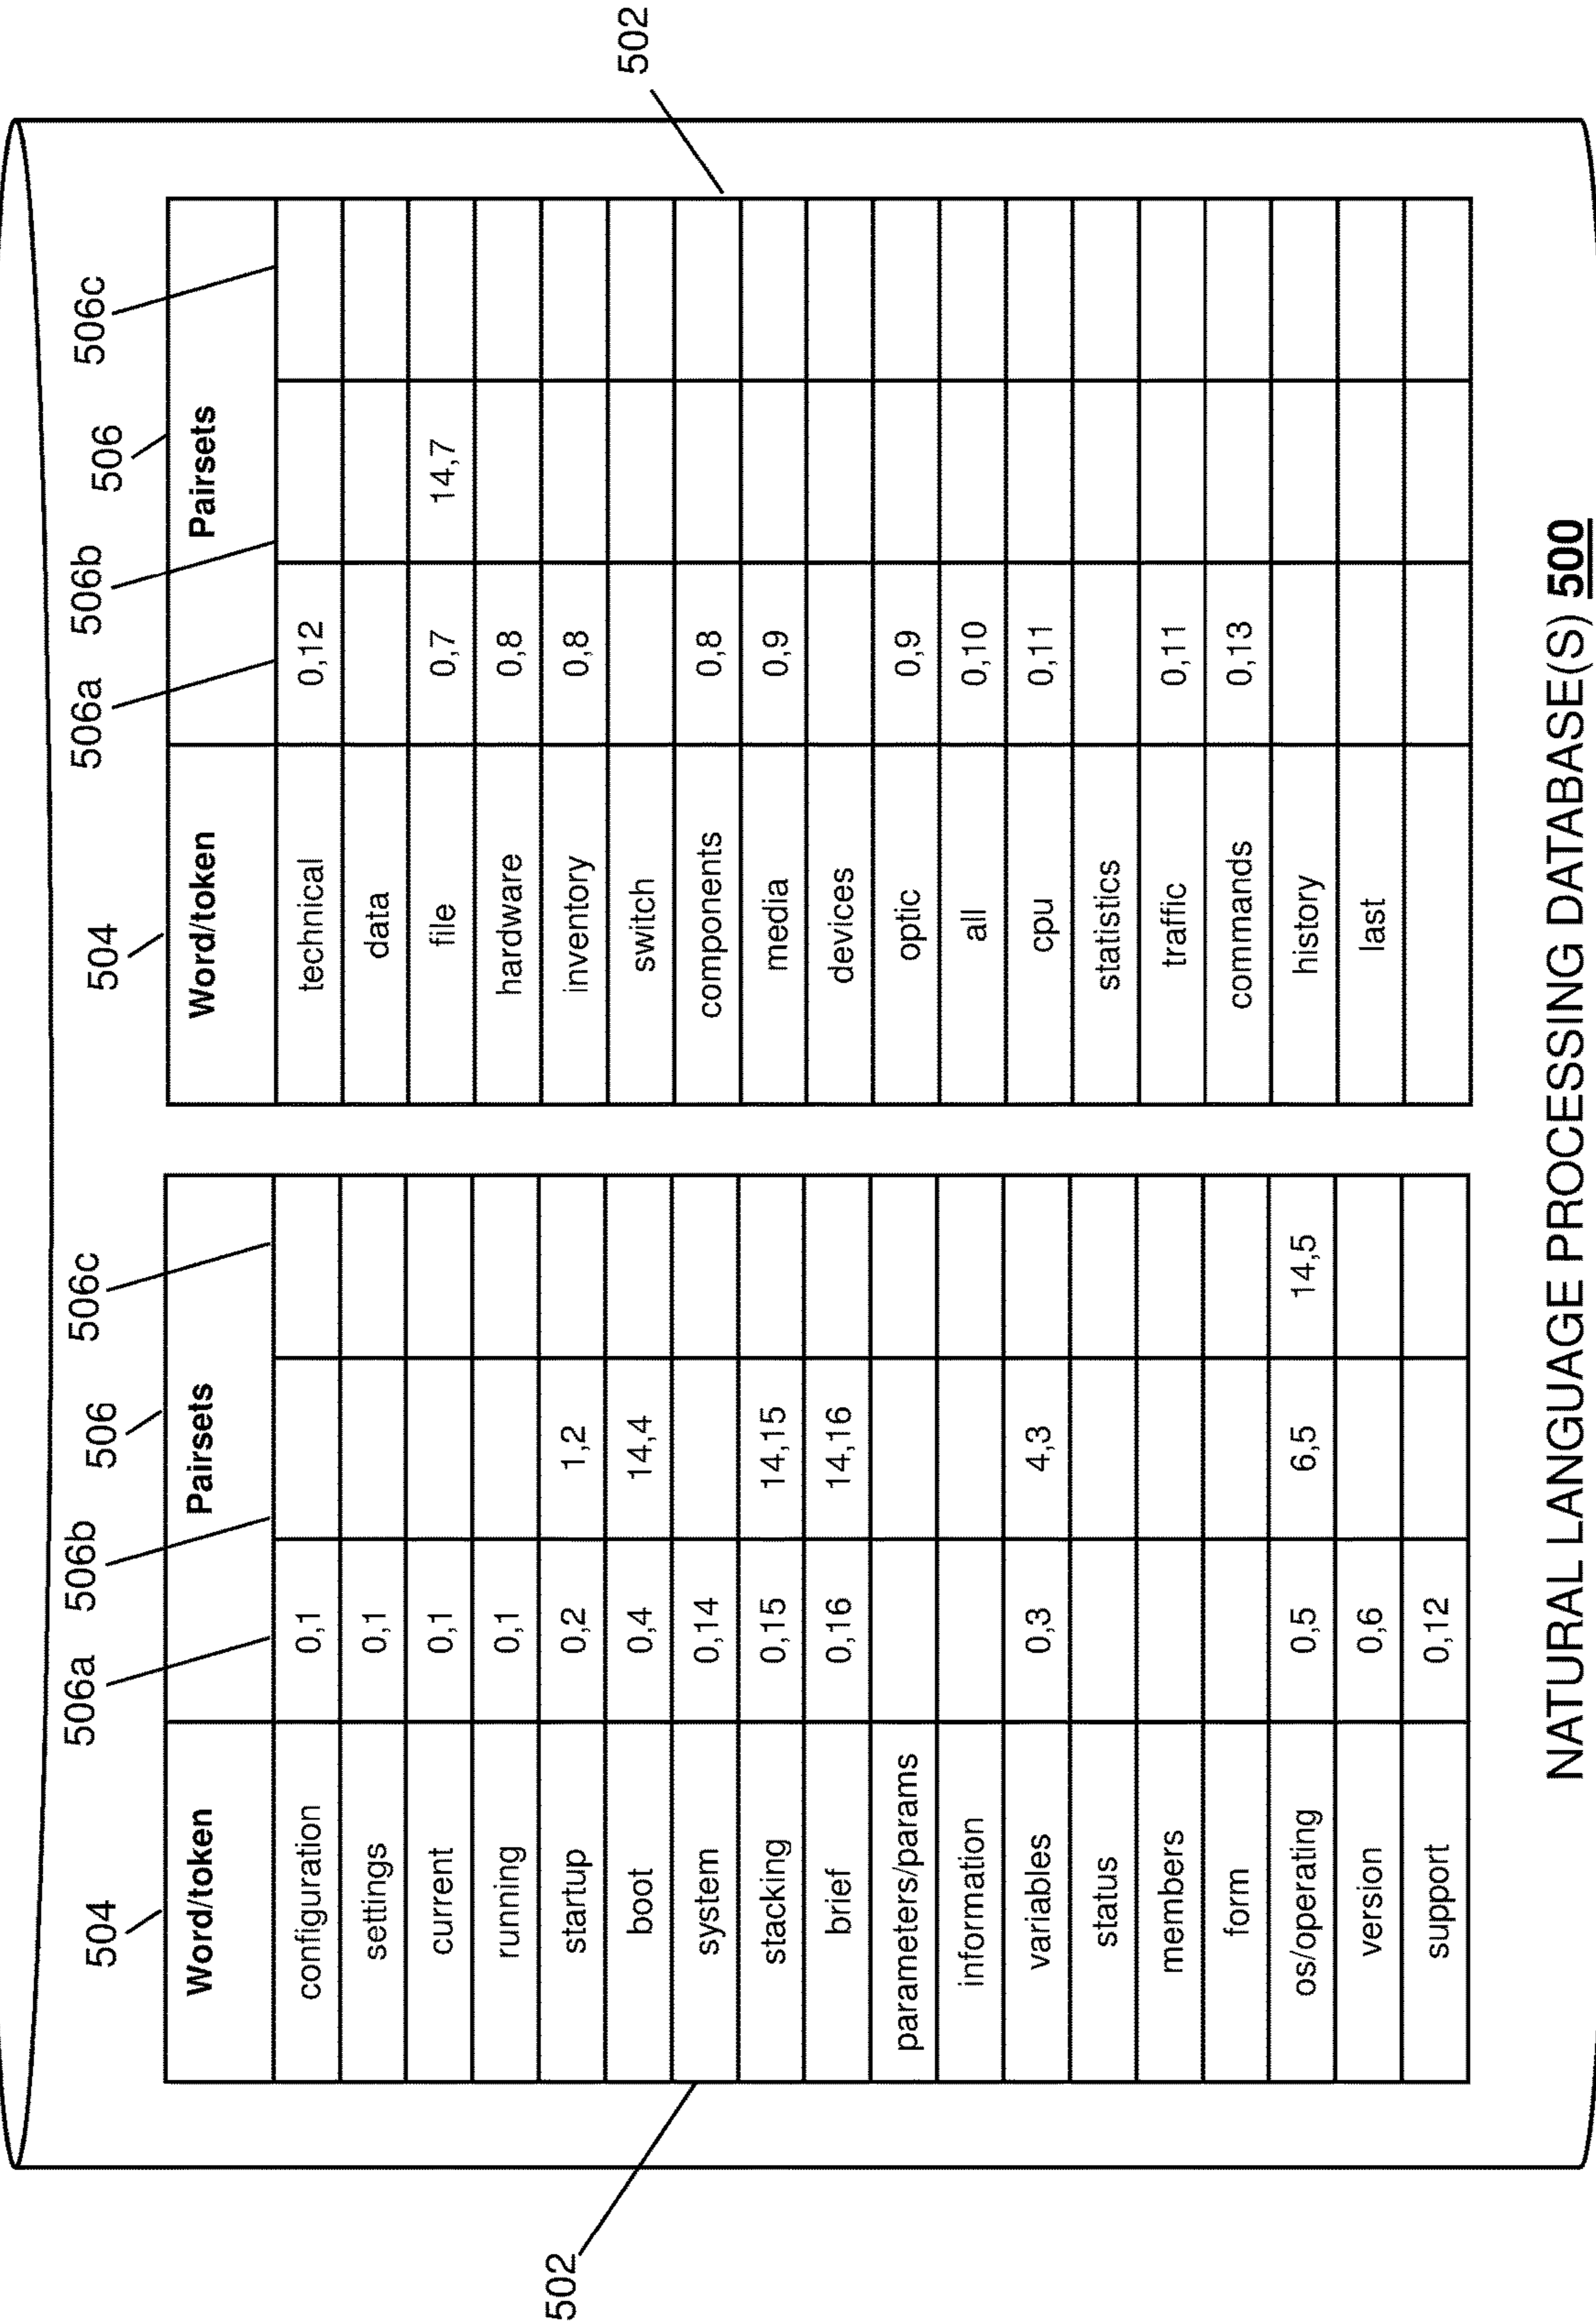 502
504
506a
506b
506
506c
504
506a
506b
506
506c
502
Word/token Pairsets
configuration 0,1
settings 0,1
current 0,1
running 0,1
startup 0,2 1,2
boot 0,4 14,4
system 0,14
stacking 0,15 14,15
brief 0,16 14,16
parameters/params
information
variables 0,3 4,3
status
members
form
os/operating 0,5 6,5 14,5
version 0,6
support 0,12
Word/token Pairsets
technical 0,12
data
file 0,7 14,7
hardware 0,8
inventory 0,8
switch
components 0,8
media 0,9
devices
optic 0,9
all 0,10
cpu 0,11
statistics
traffic 0,11
commands 0,13
history
last
NATURAL LANGUAGE PROCESSING DATABASE(S) 500